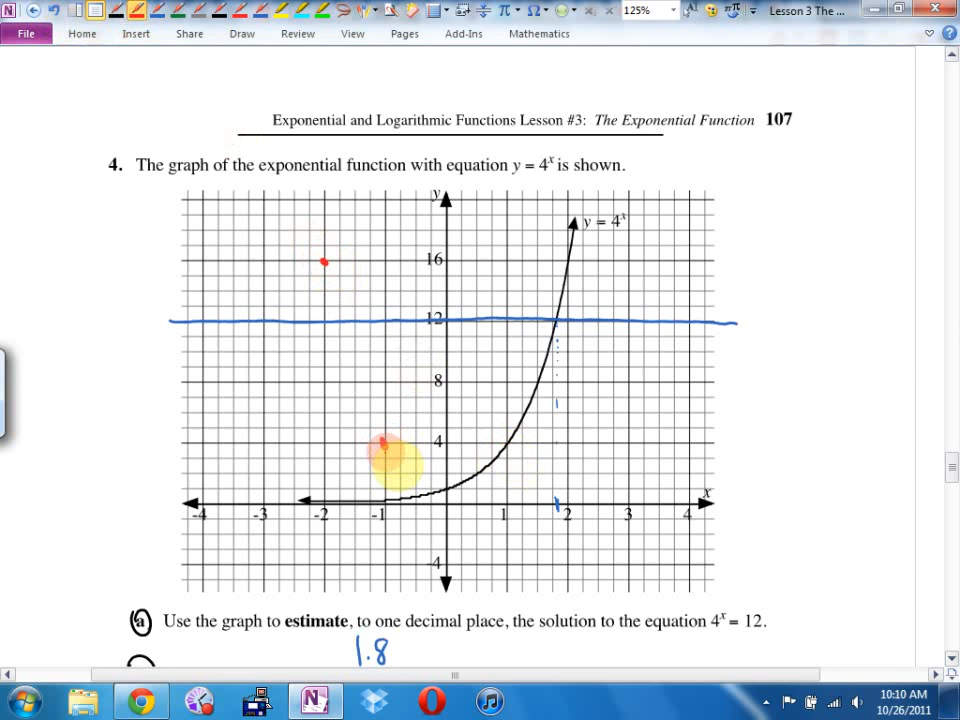 125%
Lesson 3 The ...
File Home Insert Share Draw Review View Pages Add-Ins Mathematics
Exponential and Logarithmic Functions Lesson #3: The Exponential Function 107
4. The graph of the exponential function with equation y = 4ˣ is shown.
y
y = 4ˣ
16
12
8
4
x
-4 -3 -2 -1 1 2 3 4
-4
(a) Use the graph to estimate, to one decimal place, the solution to the equation 4ˣ = 12.
1.8
10:10 AM
10/26/2011